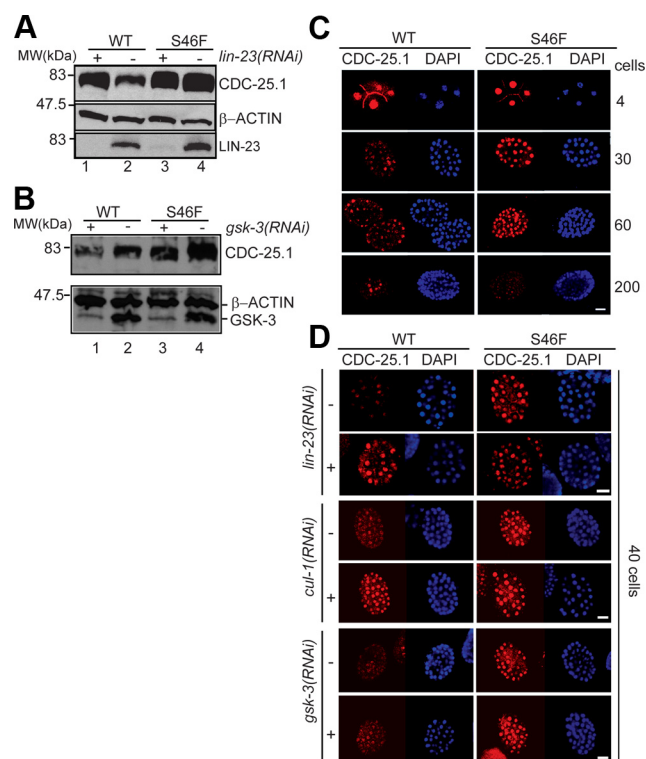 A
WT S46F
MW(kDa) + - + - lin-23(RNAi)
83 CDC-25.1
47.5 β–ACTIN
83 LIN-23
1 2 3 4
B
WT S46F
MW(kDa) + - + - gsk-3(RNAi)
83 CDC-25.1
47.5 β–ACTIN
GSK-3
1 2 3 4
C
WT S46F
CDC-25.1 DAPI CDC-25.1 DAPI cells
4
30
60
200
D
WT S46F
CDC-25.1 DAPI CDC-25.1 DAPI
lin-23(RNAi) - +
cul-1(RNAi) - +
gsk-3(RNAi) - +
40 cells